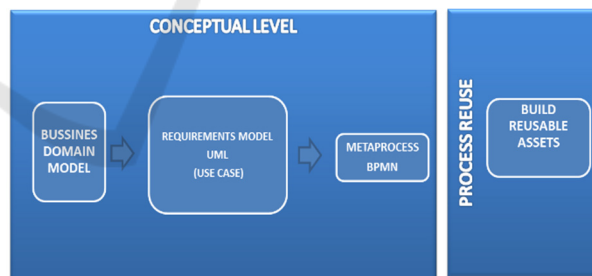 CONCEPTUAL LEVEL
BUSSINES
DOMAIN
MODEL
REQUIREMENTS MODEL
UML
(USE CASE)
METAPROCESS
BPMN
PROCESS REUSE
BUILD
REUSABLE
ASSETS